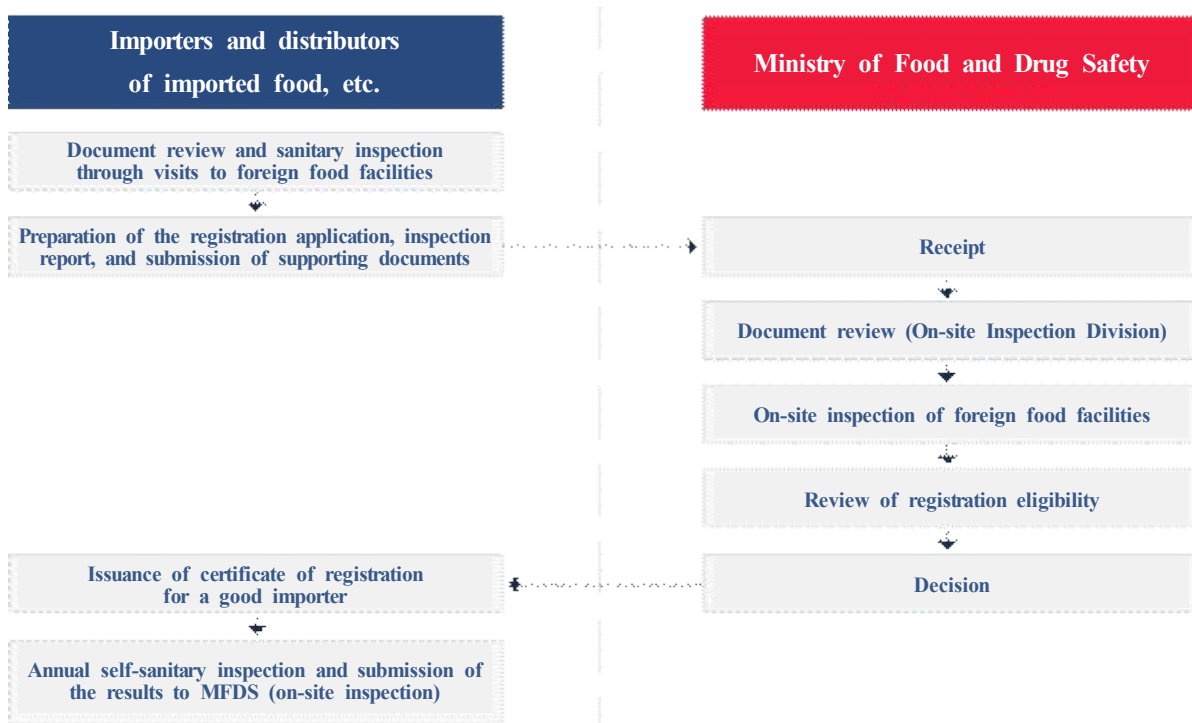 Importers and distributors
of imported food, etc.
Ministry of Food and Drug Safety
Document review and sanitary inspection
through visits to foreign food facilities
Preparation of the registration application, inspection
report, and submission of supporting documents
Receipt
Document review (On-site Inspection Division)
On-site inspection of foreign food facilities
Review of registration eligibility
Decision
Issuance of certificate of registration
for a good importer
Annual self-sanitary inspection and submission of
the results to MFDS (on-site inspection)